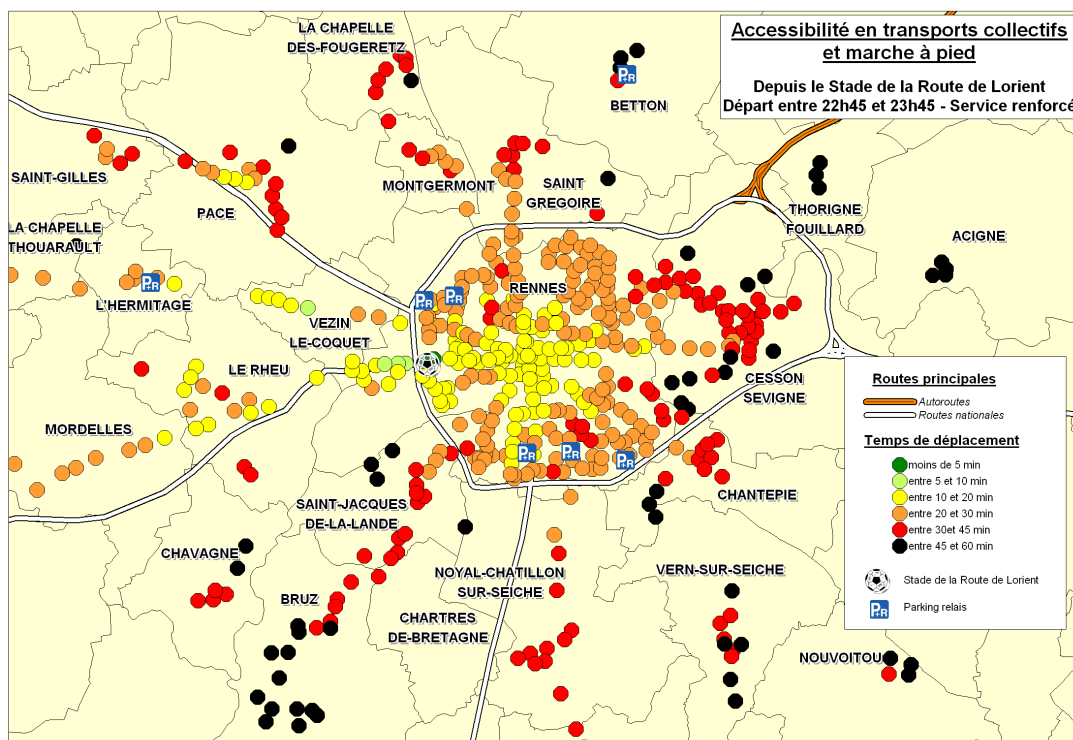 Accessibilité en transports collectifs
et marche à pied
Depuis le Stade de la Route de Lorient
Départ entre 22h45 et 23h45 - Service renforcé
LA CHAPELLE
DES-FOUGERETZ
P+R
BETTON
SAINT-GILLES
MONTGERMONT
SAINT
GREGOIRE
PACE
THORIGNE
FOUILLARD
LA CHAPELLE
THOUARAULT
ACIGNE
P+R
L'HERMITAGE
P+R
P+R
RENNES
VEZIN
LE-COQUET
LE RHEU
CESSON
SEVIGNE
MORDELLES
P+R
P+R
P+R
CHANTEPIE
SAINT-JACQUES
DE-LA-LANDE
CHAVAGNE
NOYAL-CHATILLON
SUR-SEICHE
VERN-SUR-SEICHE
BRUZ
CHARTRES
DE-BRETAGNE
NOUVOITOU
Routes principales
Autoroutes
Routes nationales
Temps de déplacement
moins de 5 min
entre 5 et 10 min
entre 10 et 20 min
entre 20 et 30 min
entre 30et 45 min
entre 45 et 60 min
Stade de la Route de Lorient
P+R
Parking relais